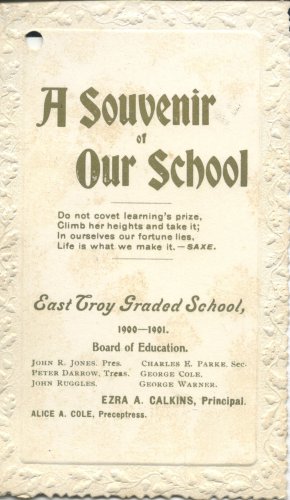 A Souvenir
of
Our School
Do not covet learning's prize,
Climb her heights and take it;
In ourselves our fortune lies,
Life is what we make it. — SAXE.
East Troy Graded School,
1900—1901.
Board of Education.
JOHN R. JONES, Pres. CHARLES E. PARKE, Sec.
PETER DARROW, Treas. GEORGE COLE.
JOHN RUGGLES. GEORGE WARNER.
EZRA A. CALKINS, Principal.
ALICE A. COLE, Preceptress.